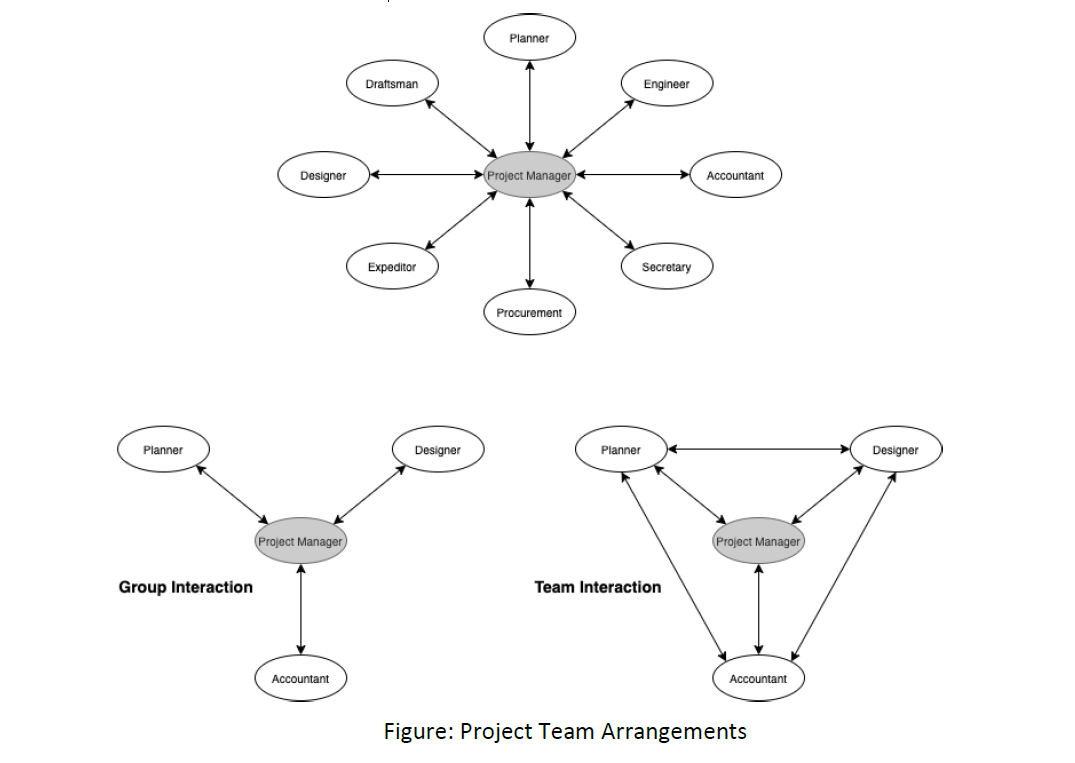 Planner
Draftsman
Engineer
Designer
Project Manager
Accountant
Expeditor
Secretary
Procurement
Planner
Designer
Project Manager
Group Interaction
Accountant
Planner
Designer
Project Manager
Team Interaction
Accountant
Figure: Project Team Arrangements